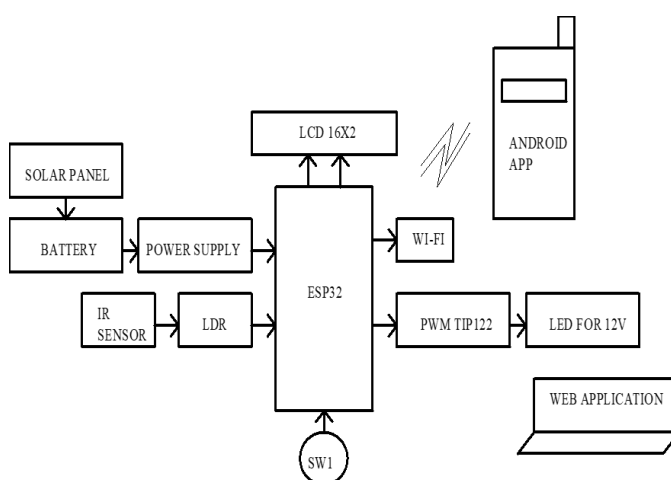 LCD 16X2
ANDROID
APP
SOLAR PANEL
BATTERY
POWER SUPPLY
ESP32
WI-FI
IR
SENSOR
LDR
PWM TIP122
LED FOR 12V
WEB APPLICATION
SW1